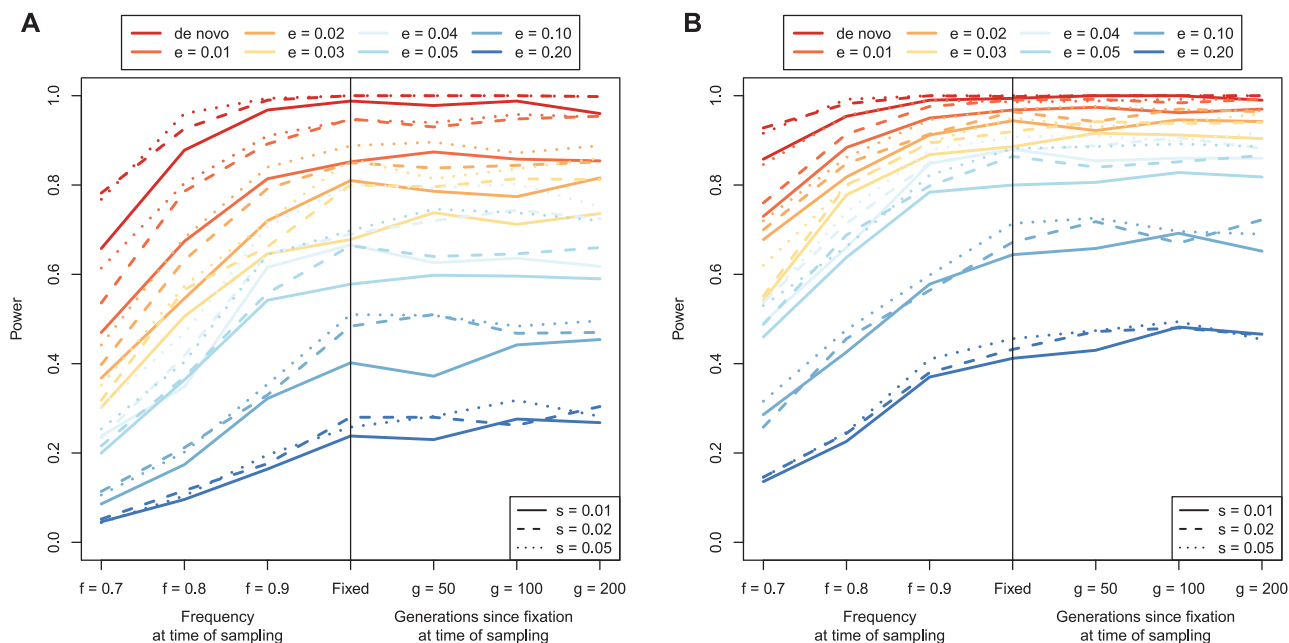 A
de novo e = 0.02 e = 0.04 e = 0.10
e = 0.01 e = 0.03 e = 0.05 e = 0.20
1.0
0.8
0.6
0.4
0.2
0.0
Power
s = 0.01
s = 0.02
s = 0.05
f = 0.7 f = 0.8 f = 0.9 Fixed g = 50 g = 100 g = 200
Frequency
at time of sampling
Generations since fixation
at time of sampling
B
de novo e = 0.02 e = 0.04 e = 0.10
e = 0.01 e = 0.03 e = 0.05 e = 0.20
1.0
0.8
0.6
0.4
0.2
0.0
Power
s = 0.01
s = 0.02
s = 0.05
f = 0.7 f = 0.8 f = 0.9 Fixed g = 50 g = 100 g = 200
Frequency
at time of sampling
Generations since fixation
at time of sampling